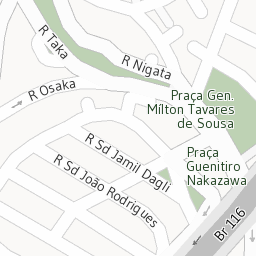 R Taka
R Nigata
R Osaka
Praça Gen.
Mílton Tavares
de Sousa
R Sd Jamil Dagli
Praça
Guenitiro
Nakazawa
R Sd João Rodrigues
Br 116